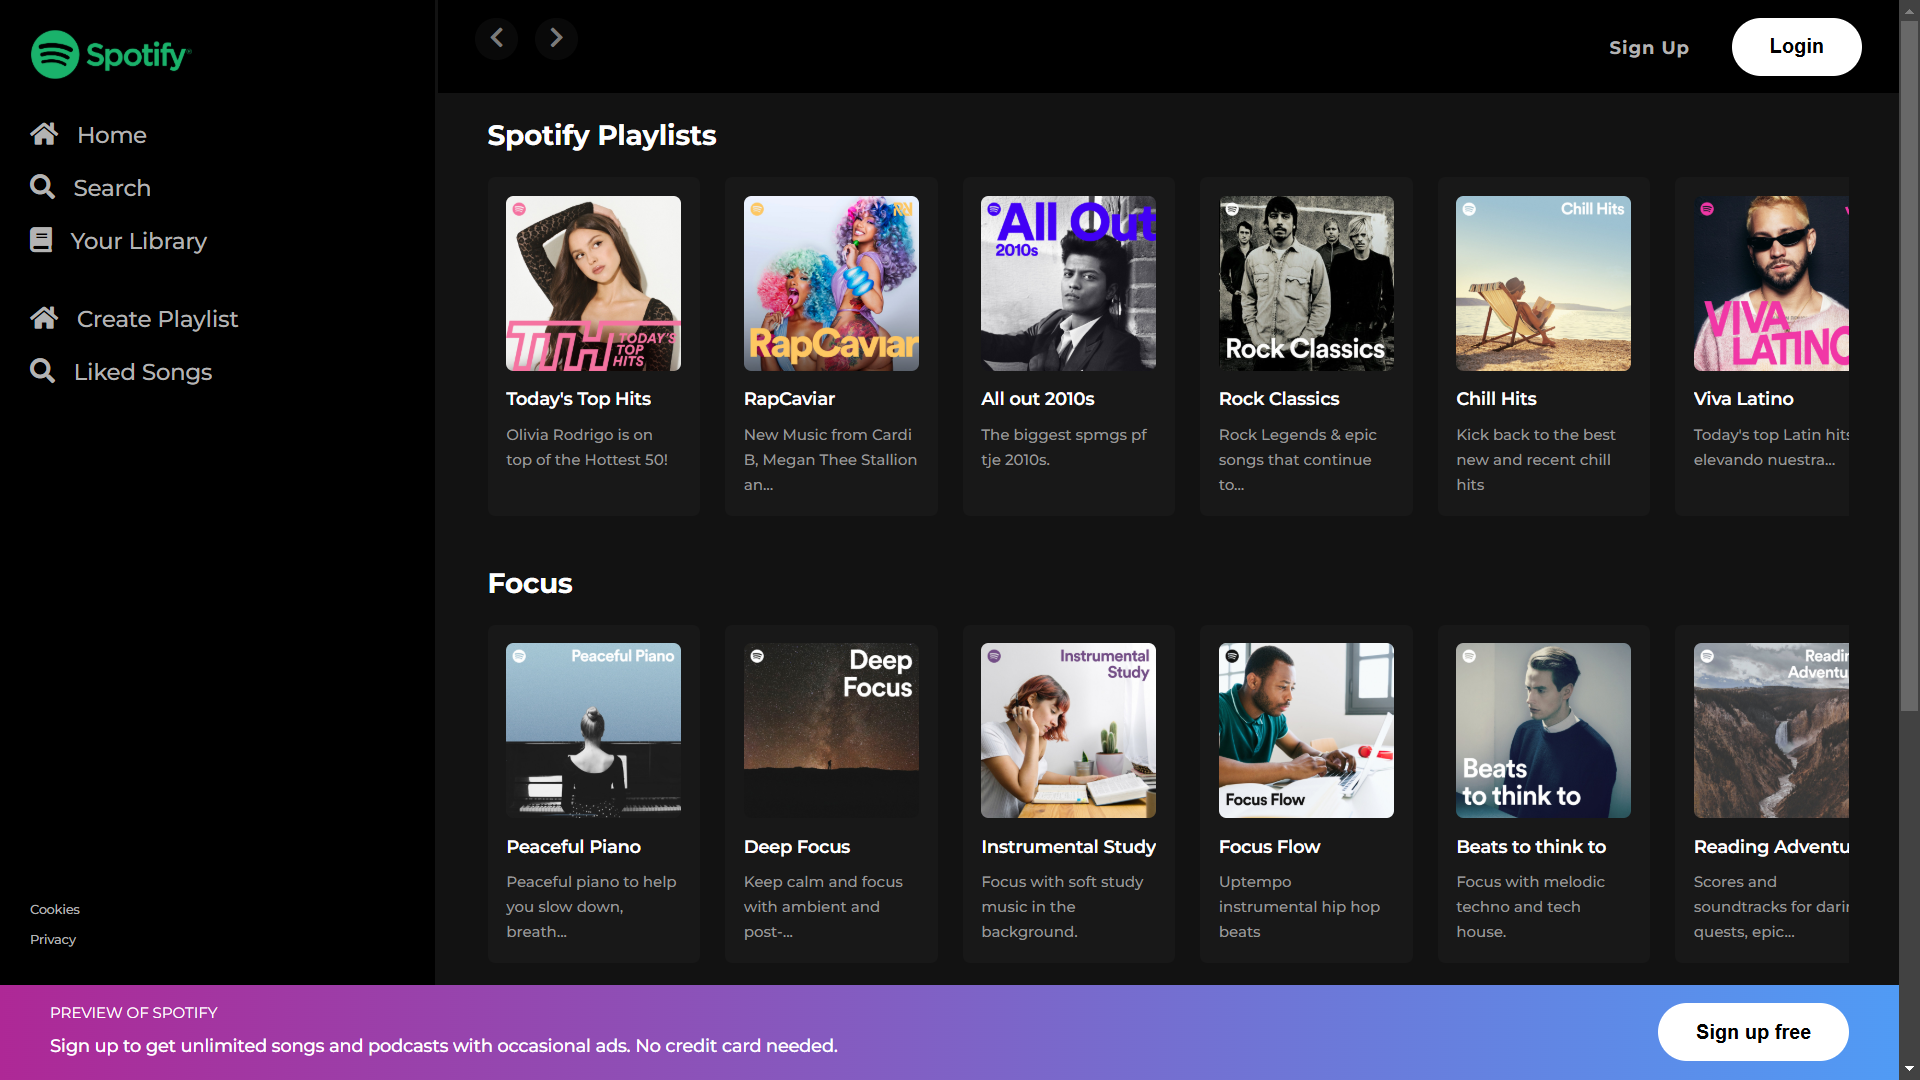 Spotify
Home
Search
Your Library
Create Playlist
Liked Songs
Cookies
Privacy
Sign Up
Login
Spotify Playlists
TTH TODAY'S TOP HITS
Today's Top Hits
Olivia Rodrigo is on
top of the Hottest 50!
RapCaviar
RapCaviar
New Music from Cardi
B, Megan Thee Stallion
an...
All Out
2010s
All out 2010s
The biggest spmgs pf
tje 2010s.
Rock Classics
Rock Classics
Rock Legends & epic
songs that continue
to...
Chill Hits
Chill Hits
Kick back to the best
new and recent chill
hits
VIVA
LATINO
Viva Latino
Today's top Latin hits
elevando nuestra...
Focus
Peaceful Piano
Peaceful Piano
Peaceful piano to help
you slow down,
breath...
Deep
Focus
Deep Focus
Keep calm and focus
with ambient and
post-...
Instrumental
Study
Instrumental Study
Focus with soft study
music in the
background.
Focus Flow
Focus Flow
Uptempo
instrumental hip hop
beats
Beats
to think to
Beats to think to
Focus with melodic
techno and tech
house.
Readin
Adventu
Reading Adventu
Scores and
soundtracks for darin
quests, epic...
PREVIEW OF SPOTIFY
Sign up to get unlimited songs and podcasts with occasional ads. No credit card needed.
Sign up free